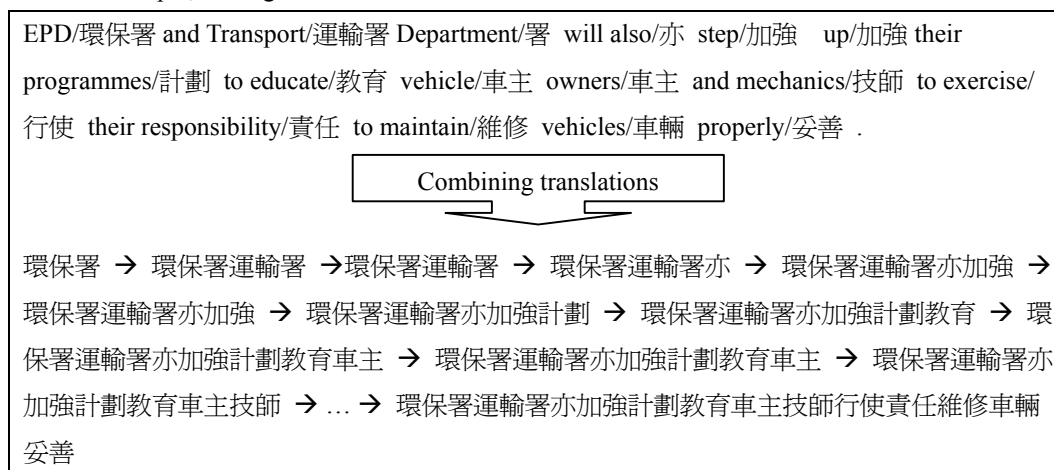 EPD/環保署 and Transport/運輸署 Department/署 will also/亦 step/加強 up/加強 their
programmes/計劃 to educate/教育 vehicle/車主 owners/車主 and mechanics/技師 to exercise/
行使 their responsibility/責任 to maintain/維修 vehicles/車輛 properly/妥善 .
Combining translations
環保署 → 環保署運輸署 →環保署運輸署 → 環保署運輸署亦 → 環保署運輸署亦加強 →
環保署運輸署亦加強 → 環保署運輸署亦加強計劃 → 環保署運輸署亦加強計劃教育 → 環
保署運輸署亦加強計劃教育車主 → 環保署運輸署亦加強計劃教育車主 → 環保署運輸署亦
加強計劃教育車主技師 → … → 環保署運輸署亦加強計劃教育車主技師行使責任維修車輛
妥善